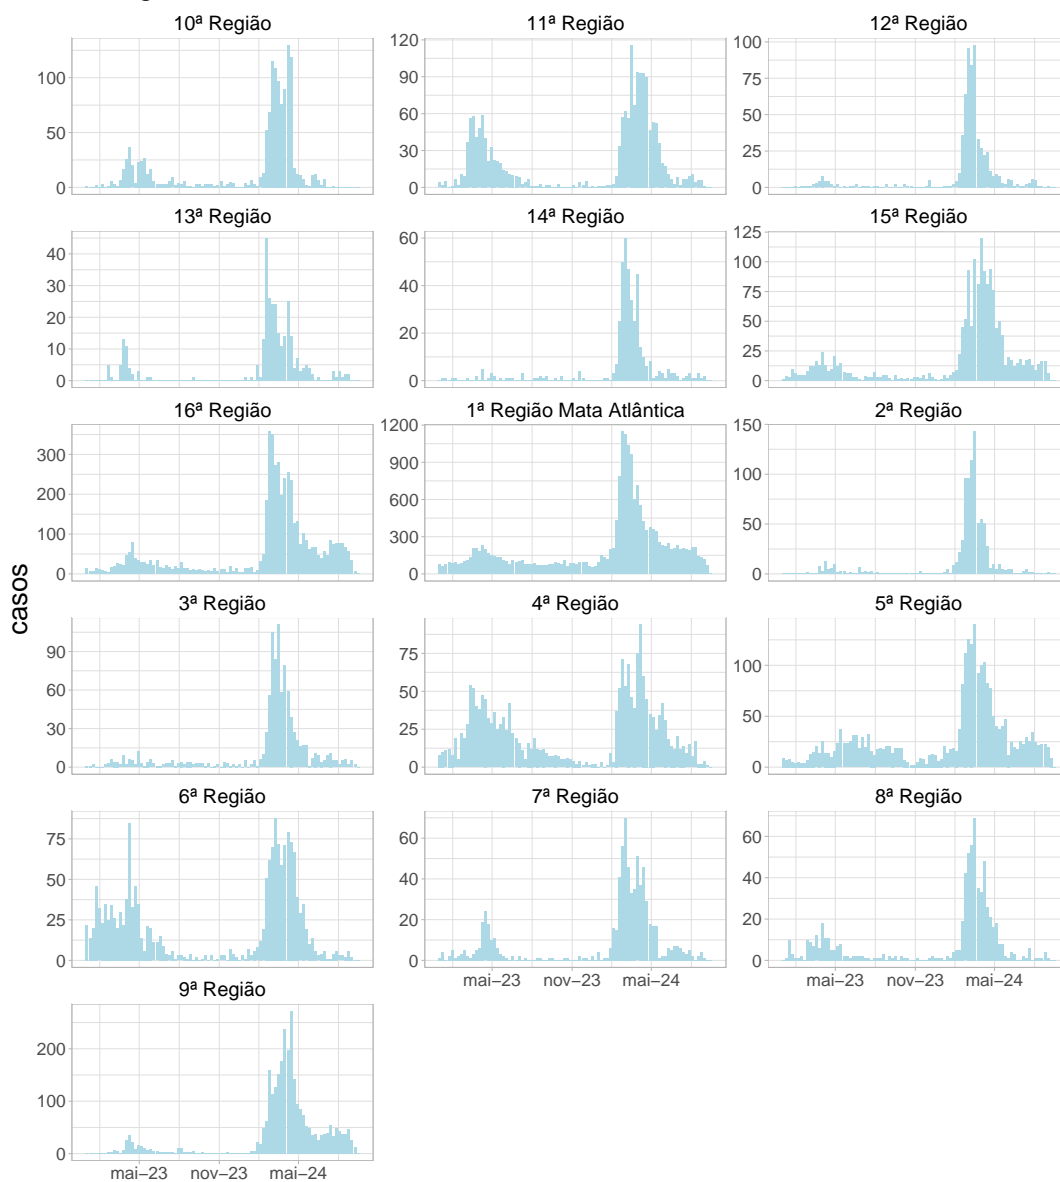 10ª Região 11ª Região 12ª Região
100 50 0
120 90 60 30 0
100 75 50 25 0
13ª Região 14ª Região 15ª Região
40 30 20 10 0
60 40 20 0
125 100 75 50 25 0
16ª Região 1ª Região Mata Atlântica 2ª Região
300 200 100 0
1200 900 600 300 0
150 100 50 0
casos
3ª Região 4ª Região 5ª Região
90 60 30 0
75 50 25 0
100 50 0
6ª Região 7ª Região 8ª Região
75 50 25 0
60 40 20 0
60 40 20 0
mai−23 nov−23 mai−24 mai−23 nov−23 mai−24
9ª Região
200 100 0
mai−23 nov−23 mai−24